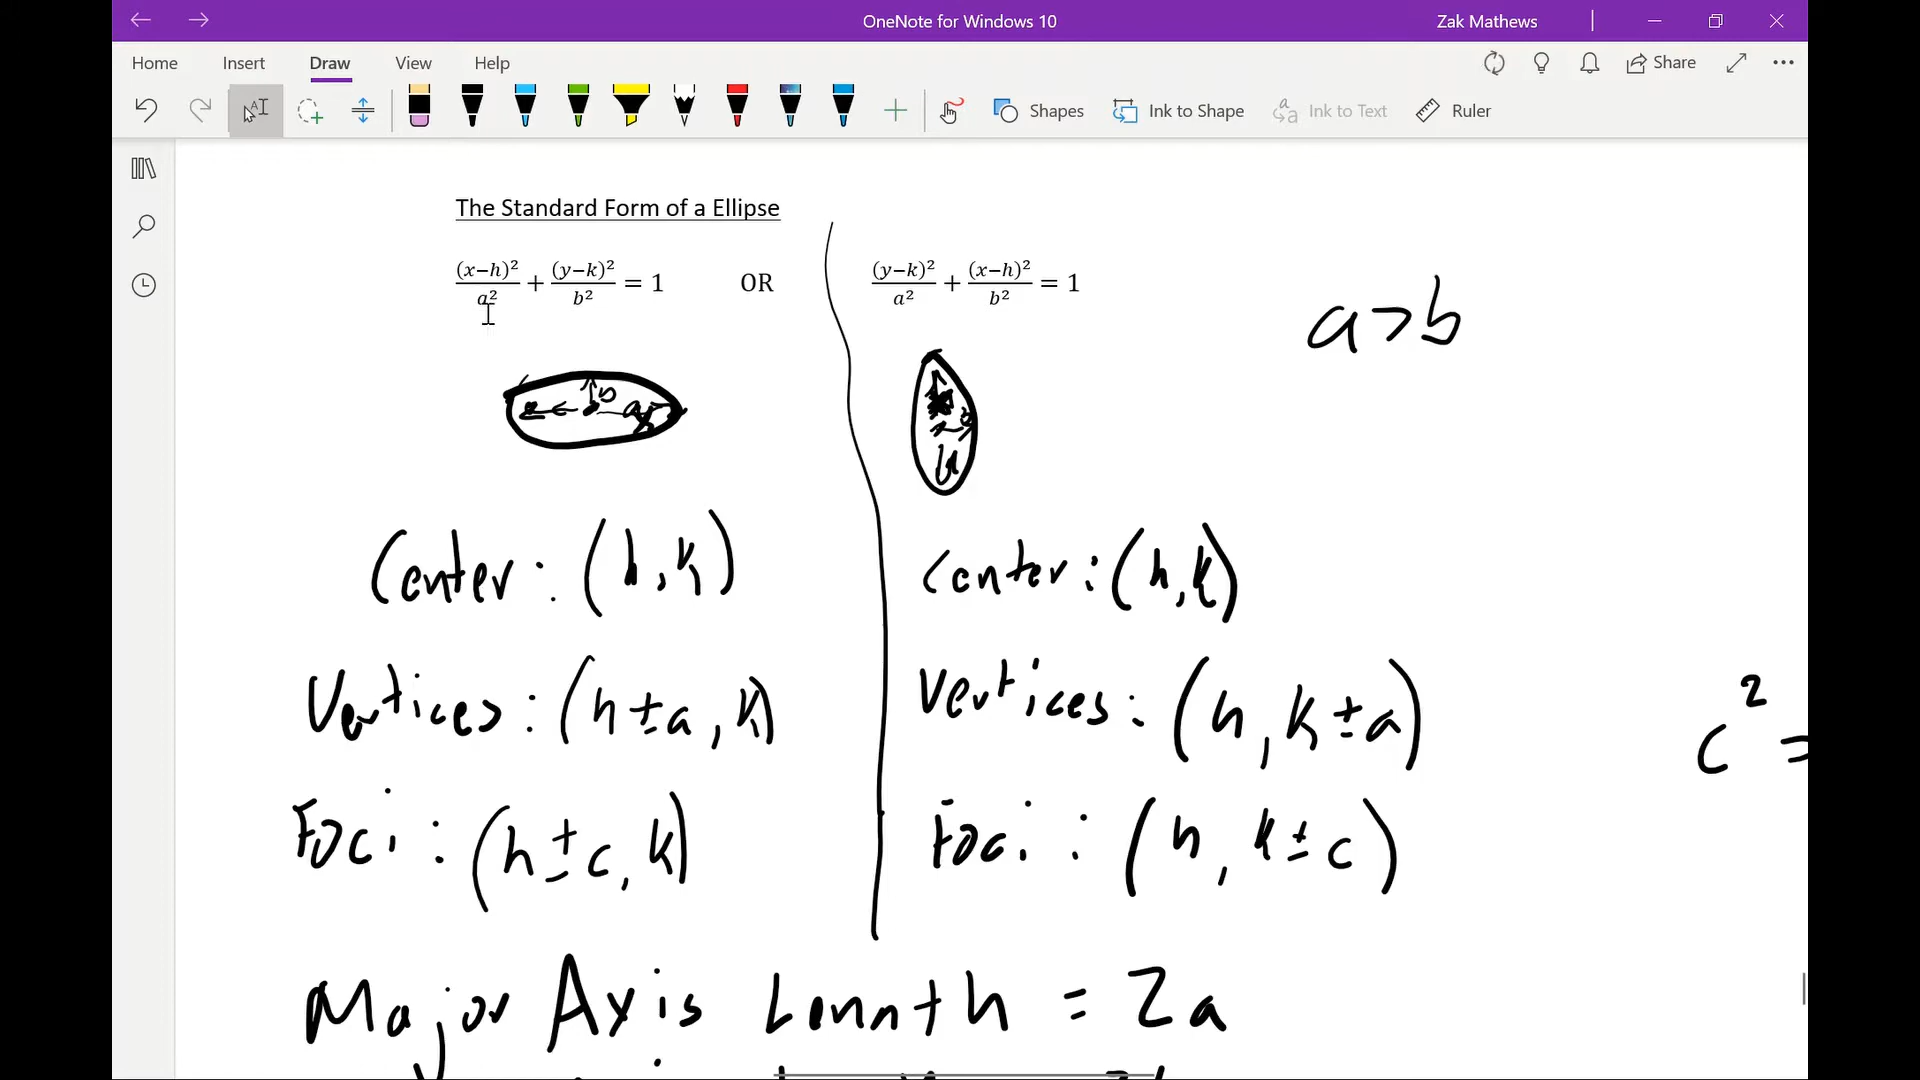 OneNote for Windows 10
Zak Mathews
Home Insert Draw View Help Share
Shapes Ink to Shape Ink to Text Ruler
The Standard Form of a Ellipse
(x−h)²/a² + (y−k)²/b² = 1 OR (y−k)²/a² + (x−h)²/b² = 1
a>b
b a
a
Center: (h,k)
Center: (h,k)
Vertices: (h±a, k)
Vertices: (h, k±a)
c² =
Foci: (h±c, k)
Foci: (h, k±c)
Major Axis Lennth = 2a